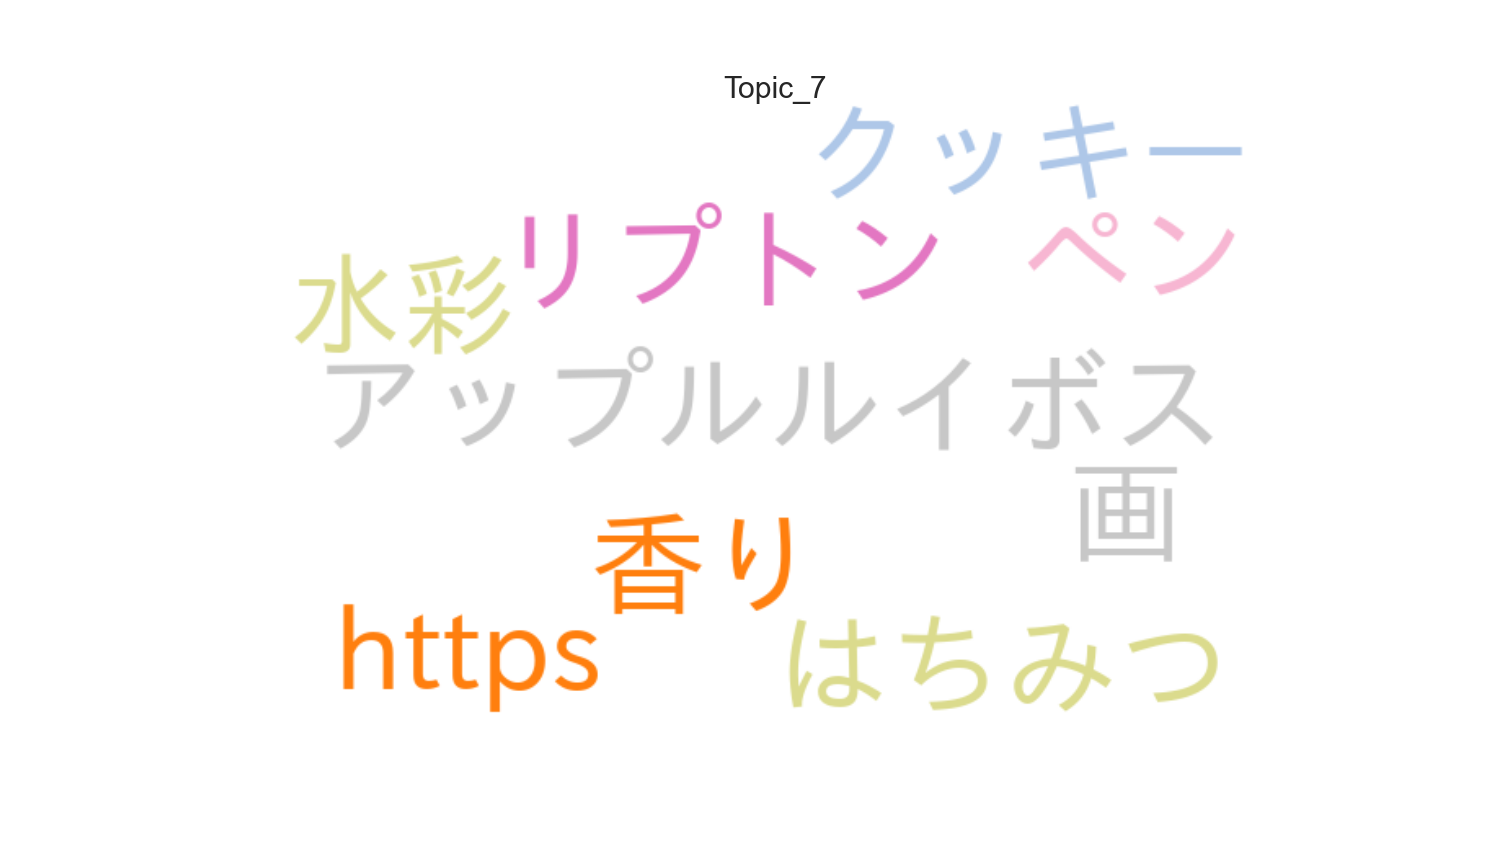 Topic_7
クッキー
リプトン ペン
水彩
アップルルイボス
画
香り
https はちみつ